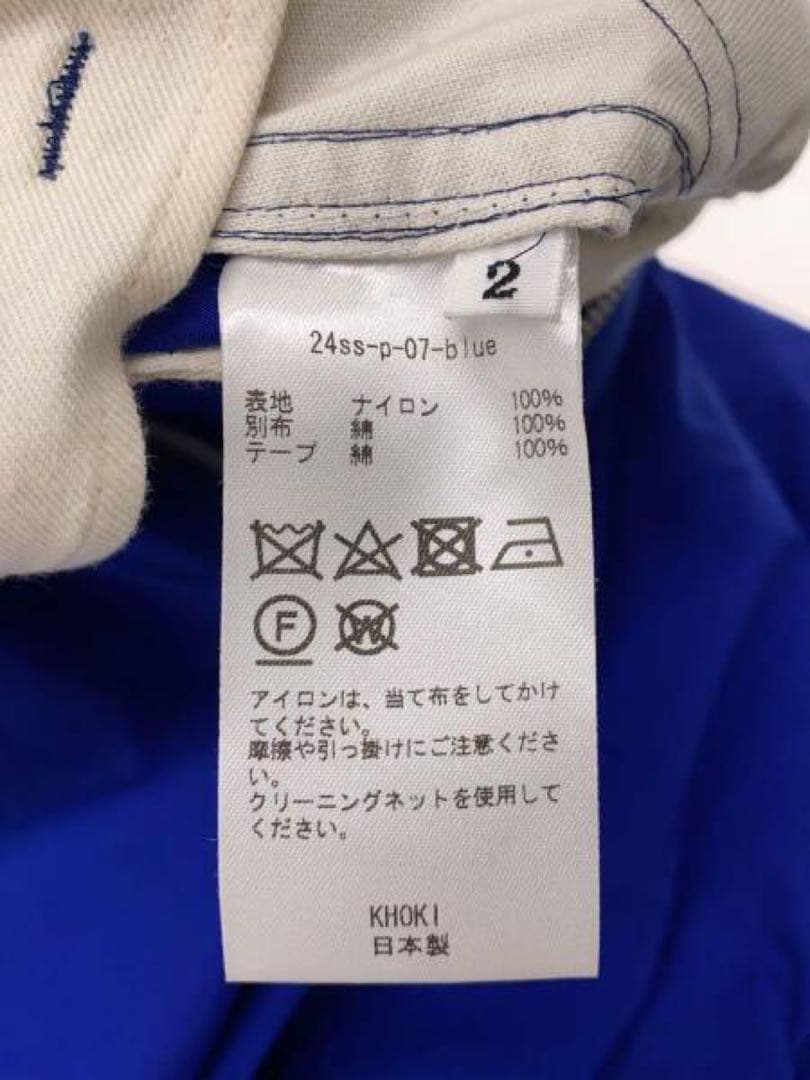 2
24ss-p-07-blue
表地 ナイロン 100%
別布 綿 100%
テープ 綿 100%
F W
アイロンは、当て布をしてかけ
てください。
摩擦や引っ掛けにご注意くださ
い。
クリーニングネットを使用して
ください。
KHOKI
日本製